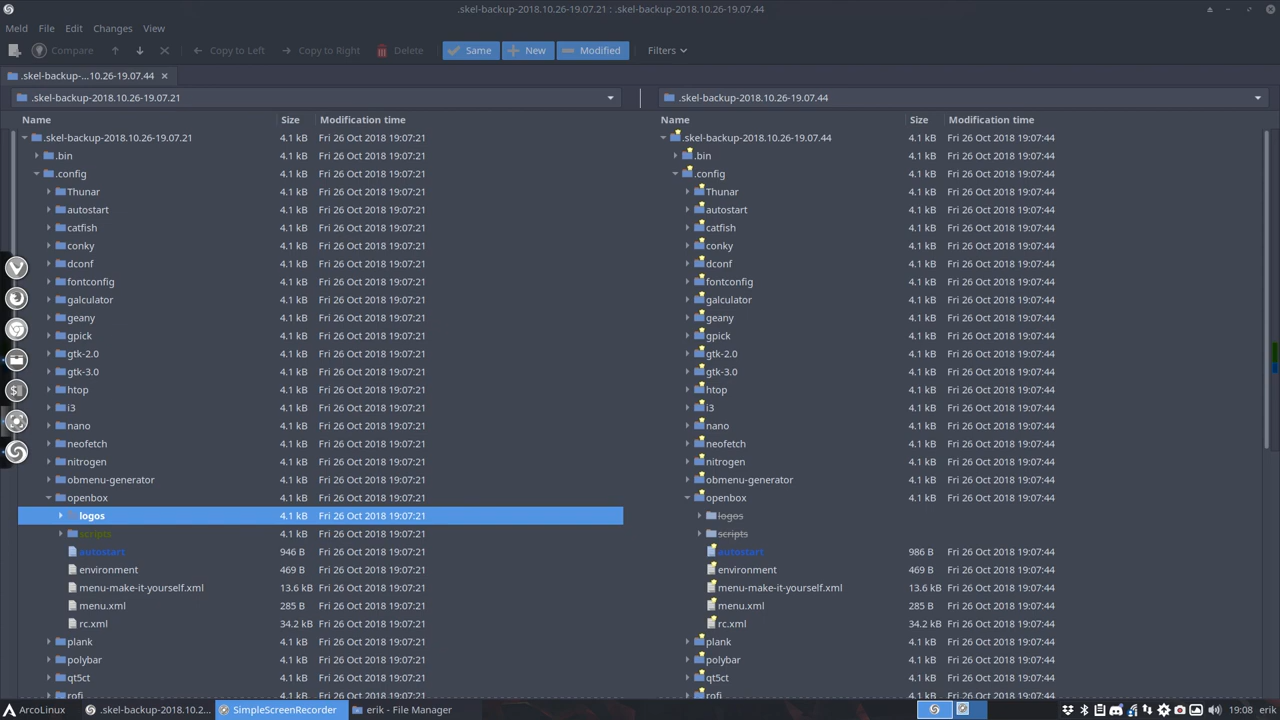 .skel-backup-2018.10.26-19.07.21 : .skel-backup-2018.10.26-19.07.44
Meld File Edit Changes View
Compare Copy to Left Copy to Right Delete Same New Modified Filters
.skel-backup-...10.26-19.07.44
.skel-backup-2018.10.26-19.07.21 .skel-backup-2018.10.26-19.07.44
Name Size Modification time Name Size Modification time
.skel-backup-2018.10.26-19.07.21 4.1 kB Fri 26 Oct 2018 19:07:21 .skel-backup-2018.10.26-19.07.44 4.1 kB Fri 26 Oct 2018 19:07:44
.bin 4.1 kB Fri 26 Oct 2018 19:07:21 .bin 4.1 kB Fri 26 Oct 2018 19:07:44
.config 4.1 kB Fri 26 Oct 2018 19:07:21 .config 4.1 kB Fri 26 Oct 2018 19:07:44
Thunar 4.1 kB Fri 26 Oct 2018 19:07:21 Thunar 4.1 kB Fri 26 Oct 2018 19:07:44
autostart 4.1 kB Fri 26 Oct 2018 19:07:21 autostart 4.1 kB Fri 26 Oct 2018 19:07:44
catfish 4.1 kB Fri 26 Oct 2018 19:07:21 catfish 4.1 kB Fri 26 Oct 2018 19:07:44
conky 4.1 kB Fri 26 Oct 2018 19:07:21 conky 4.1 kB Fri 26 Oct 2018 19:07:44
dconf 4.1 kB Fri 26 Oct 2018 19:07:21 dconf 4.1 kB Fri 26 Oct 2018 19:07:44
fontconfig 4.1 kB Fri 26 Oct 2018 19:07:21 fontconfig 4.1 kB Fri 26 Oct 2018 19:07:44
galculator 4.1 kB Fri 26 Oct 2018 19:07:21 galculator 4.1 kB Fri 26 Oct 2018 19:07:44
geany 4.1 kB Fri 26 Oct 2018 19:07:21 geany 4.1 kB Fri 26 Oct 2018 19:07:44
gpick 4.1 kB Fri 26 Oct 2018 19:07:21 gpick 4.1 kB Fri 26 Oct 2018 19:07:44
gtk-2.0 4.1 kB Fri 26 Oct 2018 19:07:21 gtk-2.0 4.1 kB Fri 26 Oct 2018 19:07:44
gtk-3.0 4.1 kB Fri 26 Oct 2018 19:07:21 gtk-3.0 4.1 kB Fri 26 Oct 2018 19:07:44
htop 4.1 kB Fri 26 Oct 2018 19:07:21 htop 4.1 kB Fri 26 Oct 2018 19:07:44
i3 4.1 kB Fri 26 Oct 2018 19:07:21 i3 4.1 kB Fri 26 Oct 2018 19:07:44
nano 4.1 kB Fri 26 Oct 2018 19:07:21 nano 4.1 kB Fri 26 Oct 2018 19:07:44
neofetch 4.1 kB Fri 26 Oct 2018 19:07:21 neofetch 4.1 kB Fri 26 Oct 2018 19:07:44
nitrogen 4.1 kB Fri 26 Oct 2018 19:07:21 nitrogen 4.1 kB Fri 26 Oct 2018 19:07:44
obmenu-generator 4.1 kB Fri 26 Oct 2018 19:07:21 obmenu-generator 4.1 kB Fri 26 Oct 2018 19:07:44
openbox 4.1 kB Fri 26 Oct 2018 19:07:21 openbox 4.1 kB Fri 26 Oct 2018 19:07:44
logos 4.1 kB Fri 26 Oct 2018 19:07:21 logos
scripts 4.1 kB Fri 26 Oct 2018 19:07:21 scripts
autostart 946 B Fri 26 Oct 2018 19:07:21 autostart 986 B Fri 26 Oct 2018 19:07:44
environment 469 B Fri 26 Oct 2018 19:07:21 environment 469 B Fri 26 Oct 2018 19:07:44
menu-make-it-yourself.xml 13.6 kB Fri 26 Oct 2018 19:07:21 menu-make-it-yourself.xml 13.6 kB Fri 26 Oct 2018 19:07:44
menu.xml 285 B Fri 26 Oct 2018 19:07:21 menu.xml 285 B Fri 26 Oct 2018 19:07:44
rc.xml 34.2 kB Fri 26 Oct 2018 19:07:21 rc.xml 34.2 kB Fri 26 Oct 2018 19:07:44
plank 4.1 kB Fri 26 Oct 2018 19:07:21 plank 4.1 kB Fri 26 Oct 2018 19:07:44
polybar 4.1 kB Fri 26 Oct 2018 19:07:21 polybar 4.1 kB Fri 26 Oct 2018 19:07:44
qt5ct 4.1 kB Fri 26 Oct 2018 19:07:21 qt5ct 4.1 kB Fri 26 Oct 2018 19:07:44
rofi 4.1 kB Fri 26 Oct 2018 19:07:21 rofi 4.1 kB Fri 26 Oct 2018 19:07:44
ArcoLinux .skel-backup-2018.10.2... SimpleScreenRecorder erik - File Manager 19:08 erik